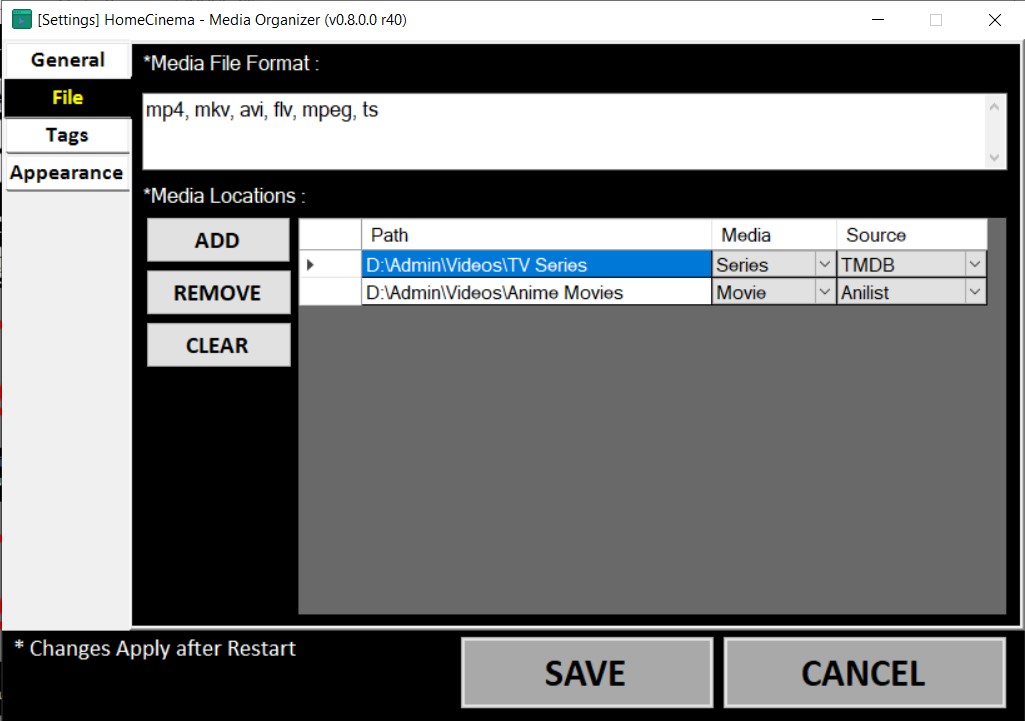 [Settings] HomeCinema - Media Organizer (v0.8.0.0 r40)
General
File
Tags
Appearance
*Media File Format :
mp4, mkv, avi, flv, mpeg, ts
*Media Locations :
ADD
REMOVE
CLEAR
Path Media Source
D:\Admin\Videos\TV Series Series TMDB
D:\Admin\Videos\Anime Movies Movie Anilist
* Changes Apply after Restart
SAVE
CANCEL